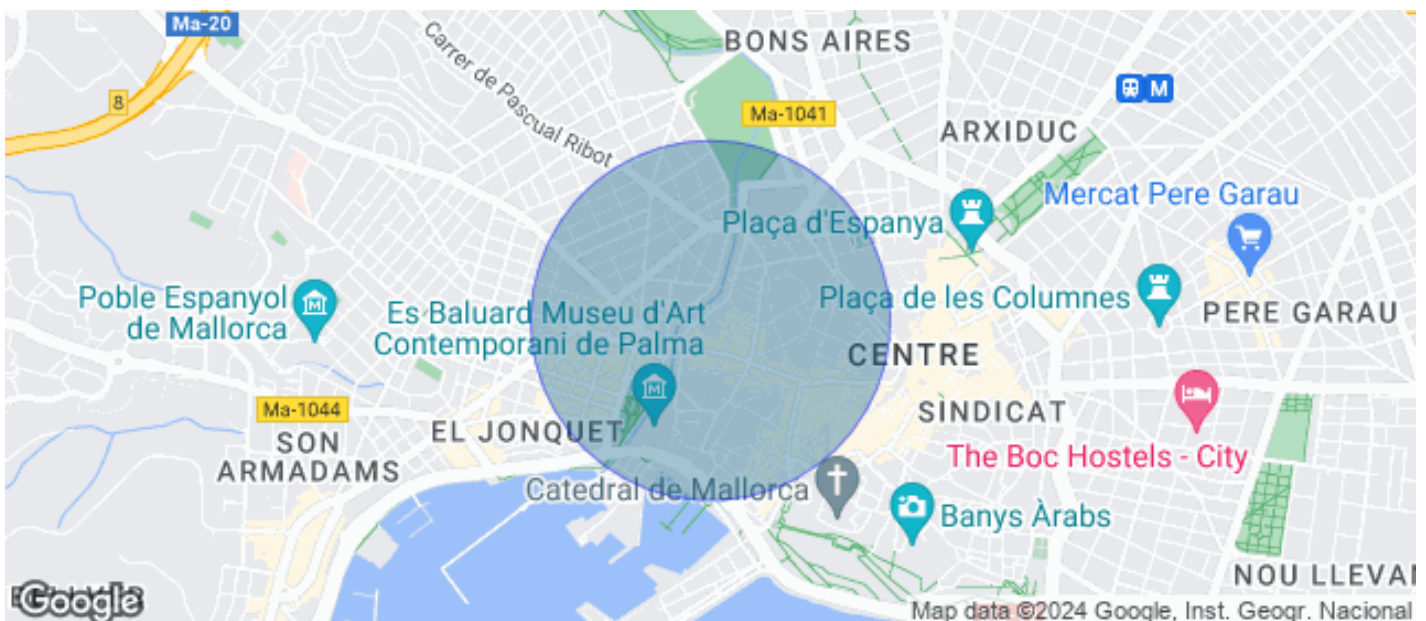 Ma-20
BONS AIRES
Carrer de Pascual Ribot
8
Ma-1041
M
ARXIDUC
Mercat Pere Garau
Plaça d'Espanya
Plaça de les Columnes
Poble Espanyol
de Mallorca
Es Baluard Museu d'Art
Contemporani de Palma
M
M
PERE GARAU
CENTRE
Ma-1044
SON
ARMADAMS
EL JONQUET
SINDICAT
The Boc Hostels - City
Catedral de Mallorca
Banys Àrabs
NOU LLEVAN
Google
Map data ©2024 Google, Inst. Geogr. Nacional